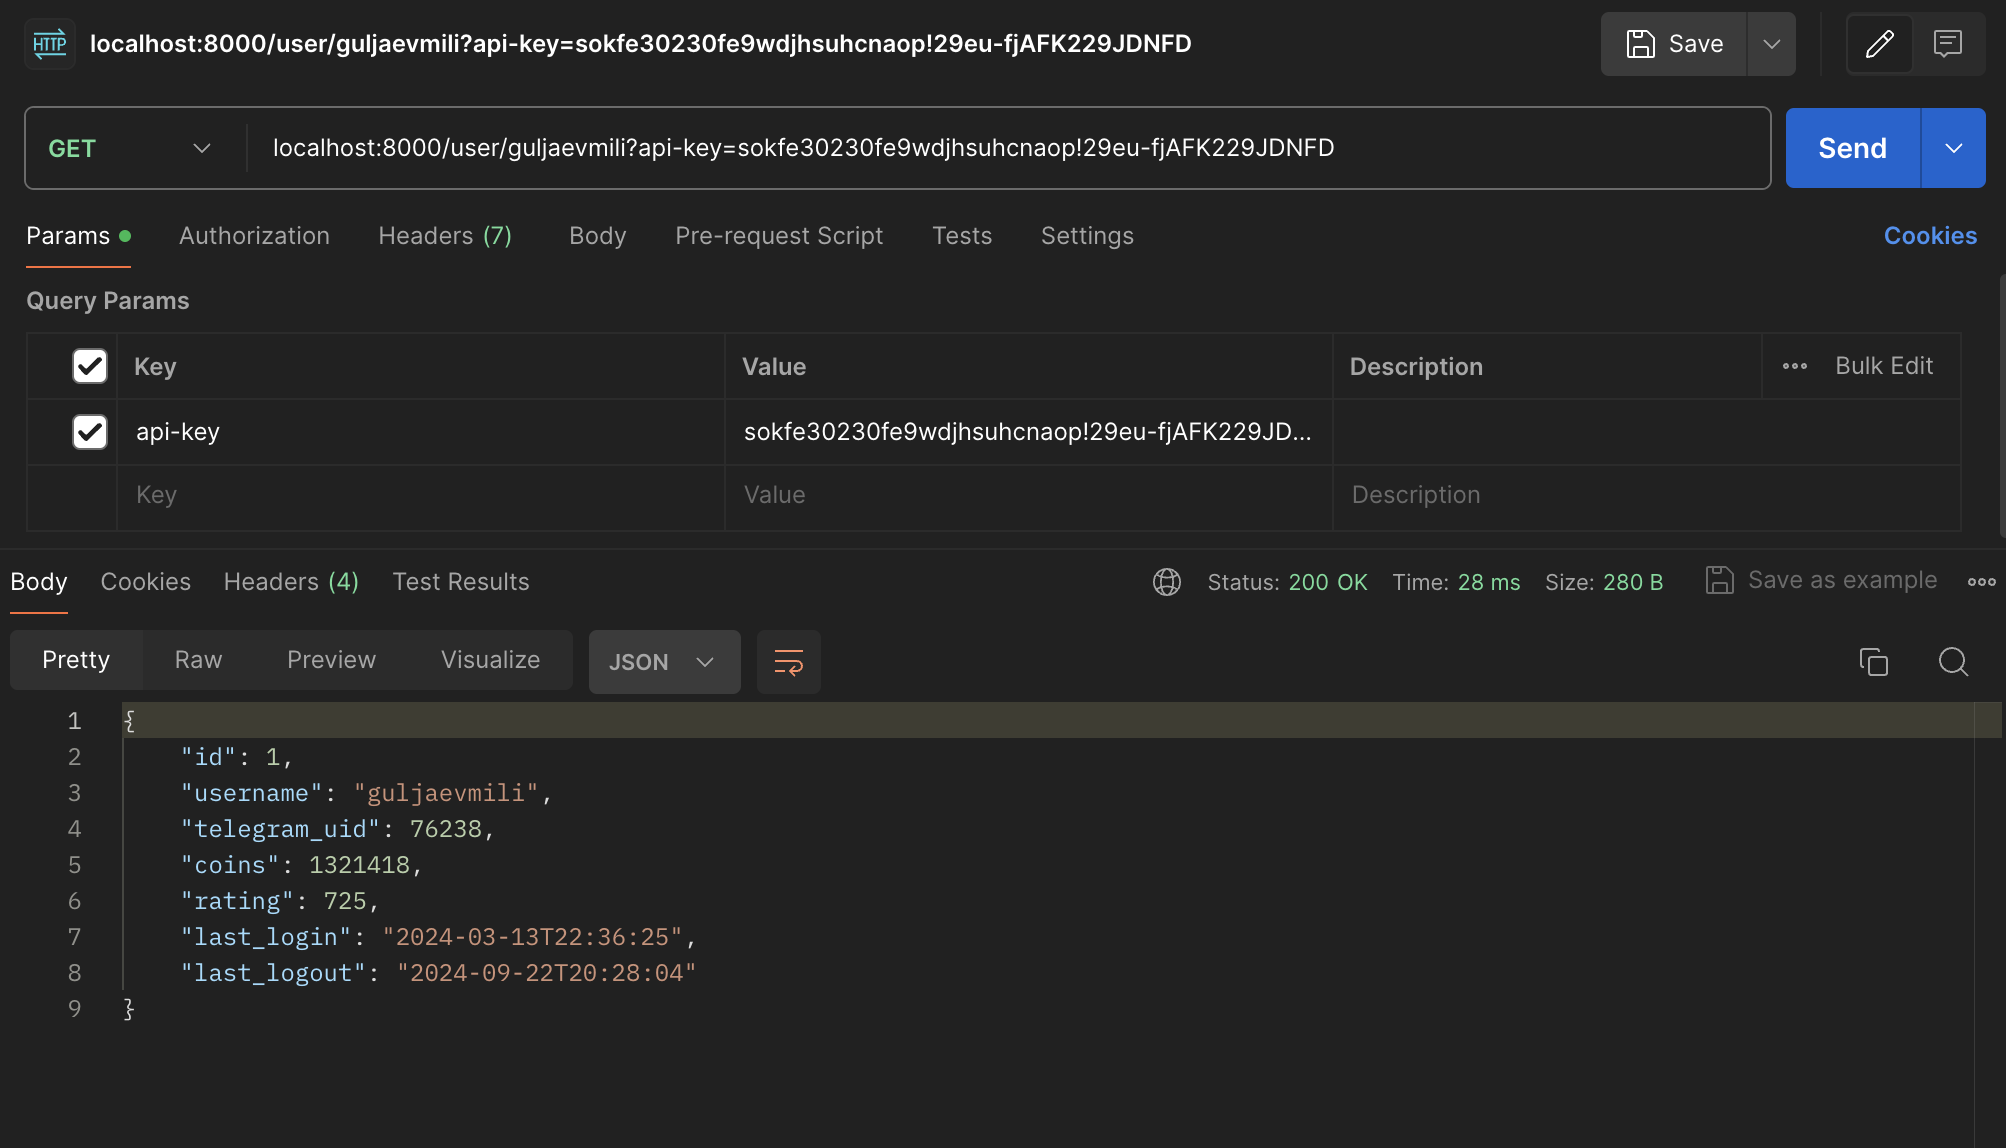 HTTP localhost:8000/user/guljaevmili?api-key=sokfe30230fe9wdjhsuhcnaop!29eu-fjAFK229JDNFD Save
GET localhost:8000/user/guljaevmili?api-key=sokfe30230fe9wdjhsuhcnaop!29eu-fjAFK229JDNFD Send
Params Authorization Headers (7) Body Pre-request Script Tests Settings Cookies
Query Params
Key Value Description Bulk Edit
api-key sokfe30230fe9wdjhsuhcnaop!29eu-fjAFK229JD...
Key Value Description
Body Cookies Headers (4) Test Results Status: 200 OK Time: 28 ms Size: 280 B Save as example
Pretty Raw Preview Visualize JSON
1 {
2 "id": 1,
3 "username": "guljaevmili",
4 "telegram_uid": 76238,
5 "coins": 1321418,
6 "rating": 725,
7 "last_login": "2024-03-13T22:36:25",
8 "last_logout": "2024-09-22T20:28:04"
9 }